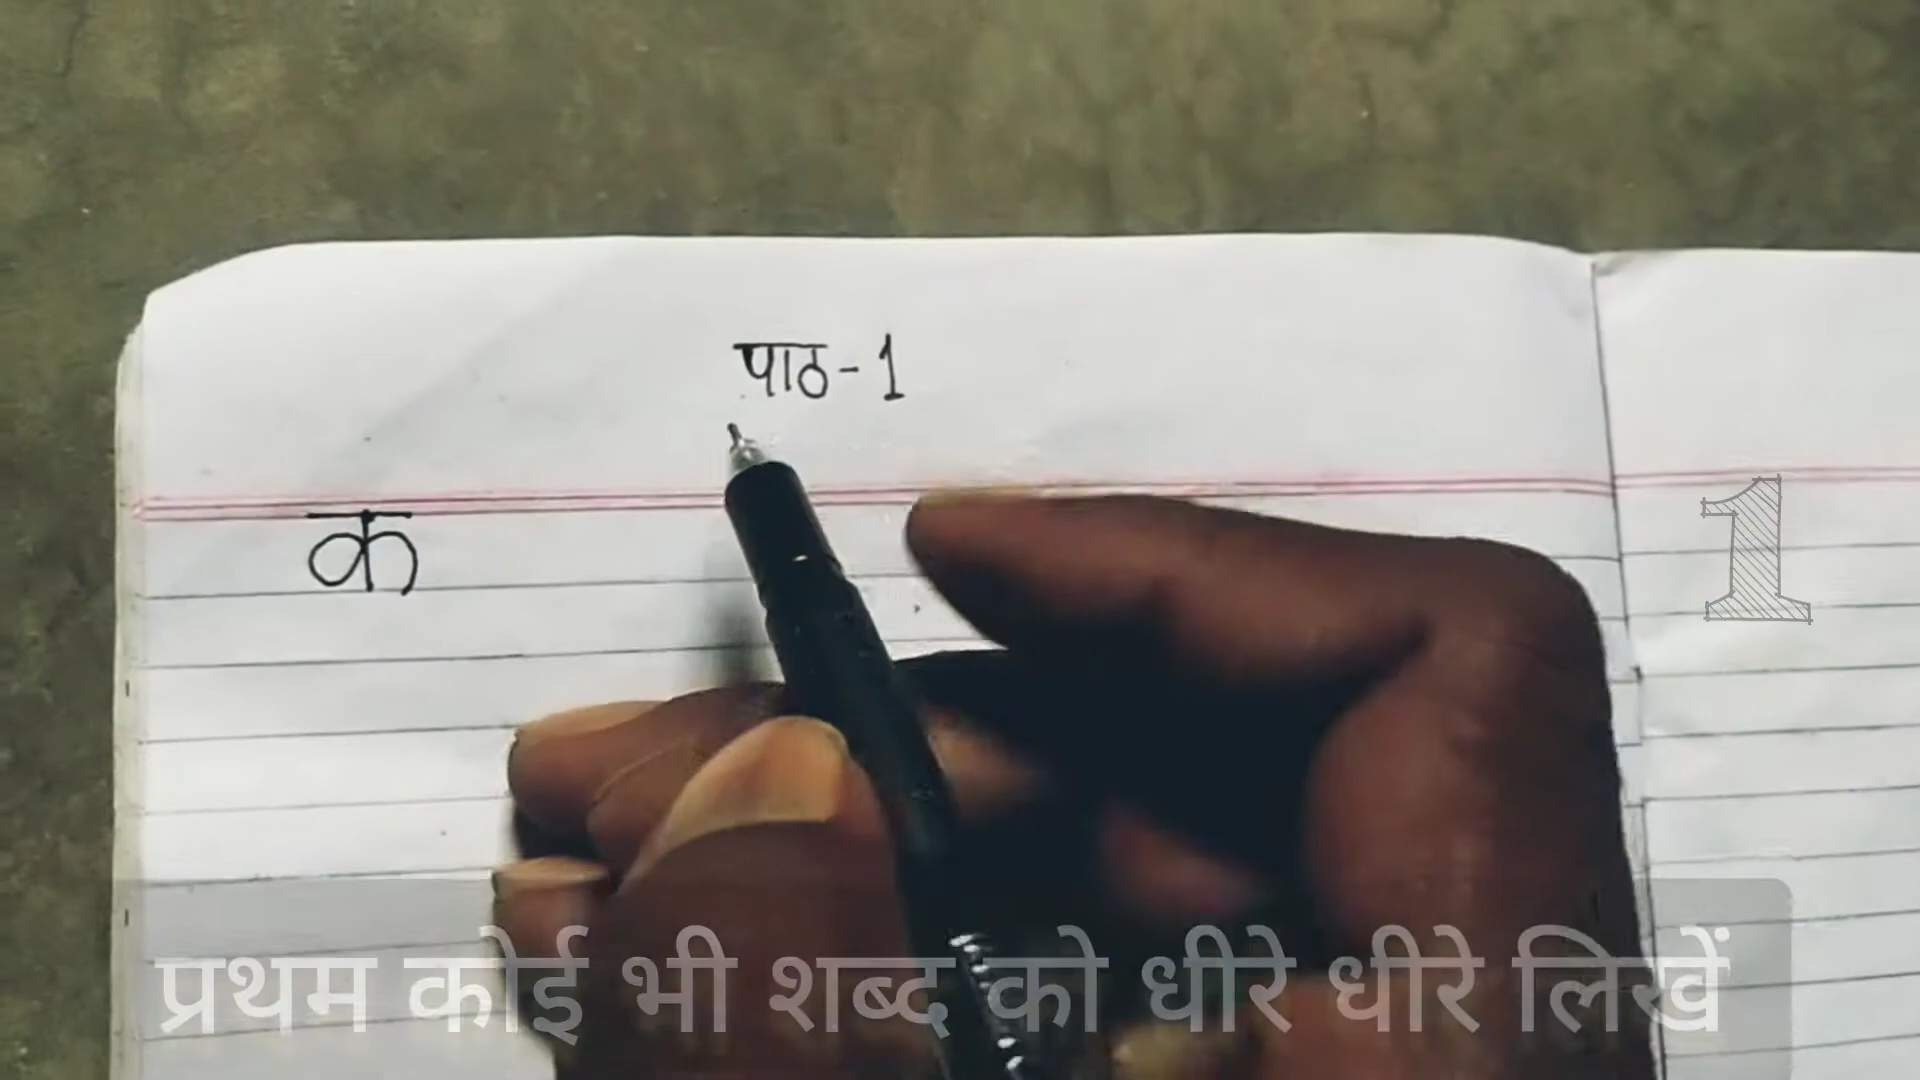 पाठ-1
क
1
प्रथम कोई भी शब्द को धीरे धीरे लिखें